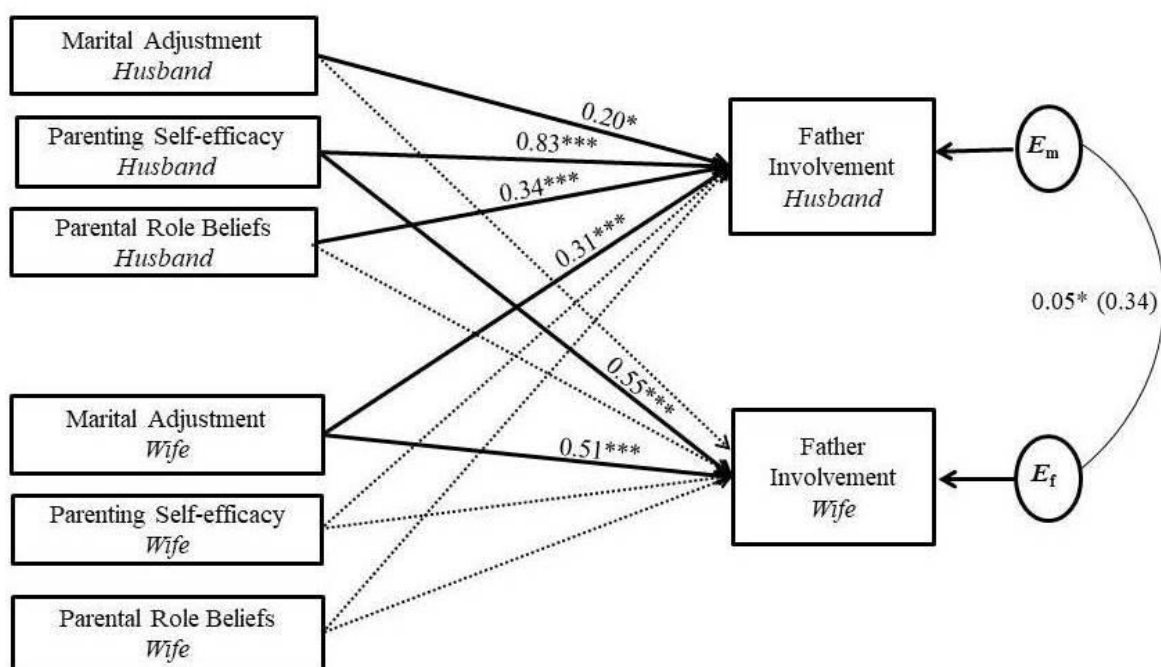 Marital Adjustment
Husband
Parenting Self-efficacy
Husband
Parental Role Beliefs
Husband
Marital Adjustment
Wife
Parenting Self-efficacy
Wife
Parental Role Beliefs
Wife
0.20*
0.83***
0.34***
0.31***
0.55***
0.51***
Father
Involvement
Husband
Father
Involvement
Wife
Em
Ef
0.05* (0.34)